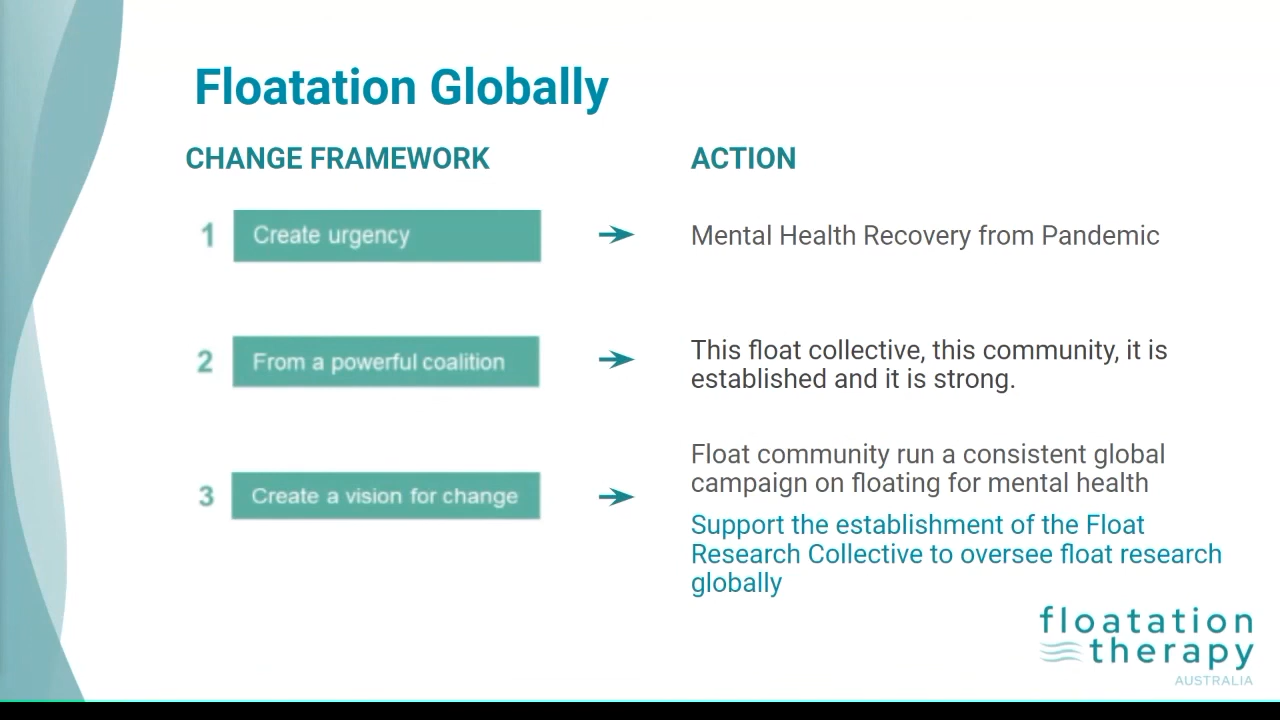 Floatation Globally
CHANGE FRAMEWORK
ACTION
1
Create urgency
Mental Health Recovery from Pandemic
2
From a powerful coalition
This float collective, this community, it is
established and it is strong.
3
Create a vision for change
Float community run a consistent global
campaign on floating for mental health
Support the establishment of the Float
Research Collective to oversee float research
globally
floatation
therapy
AUSTRALIA